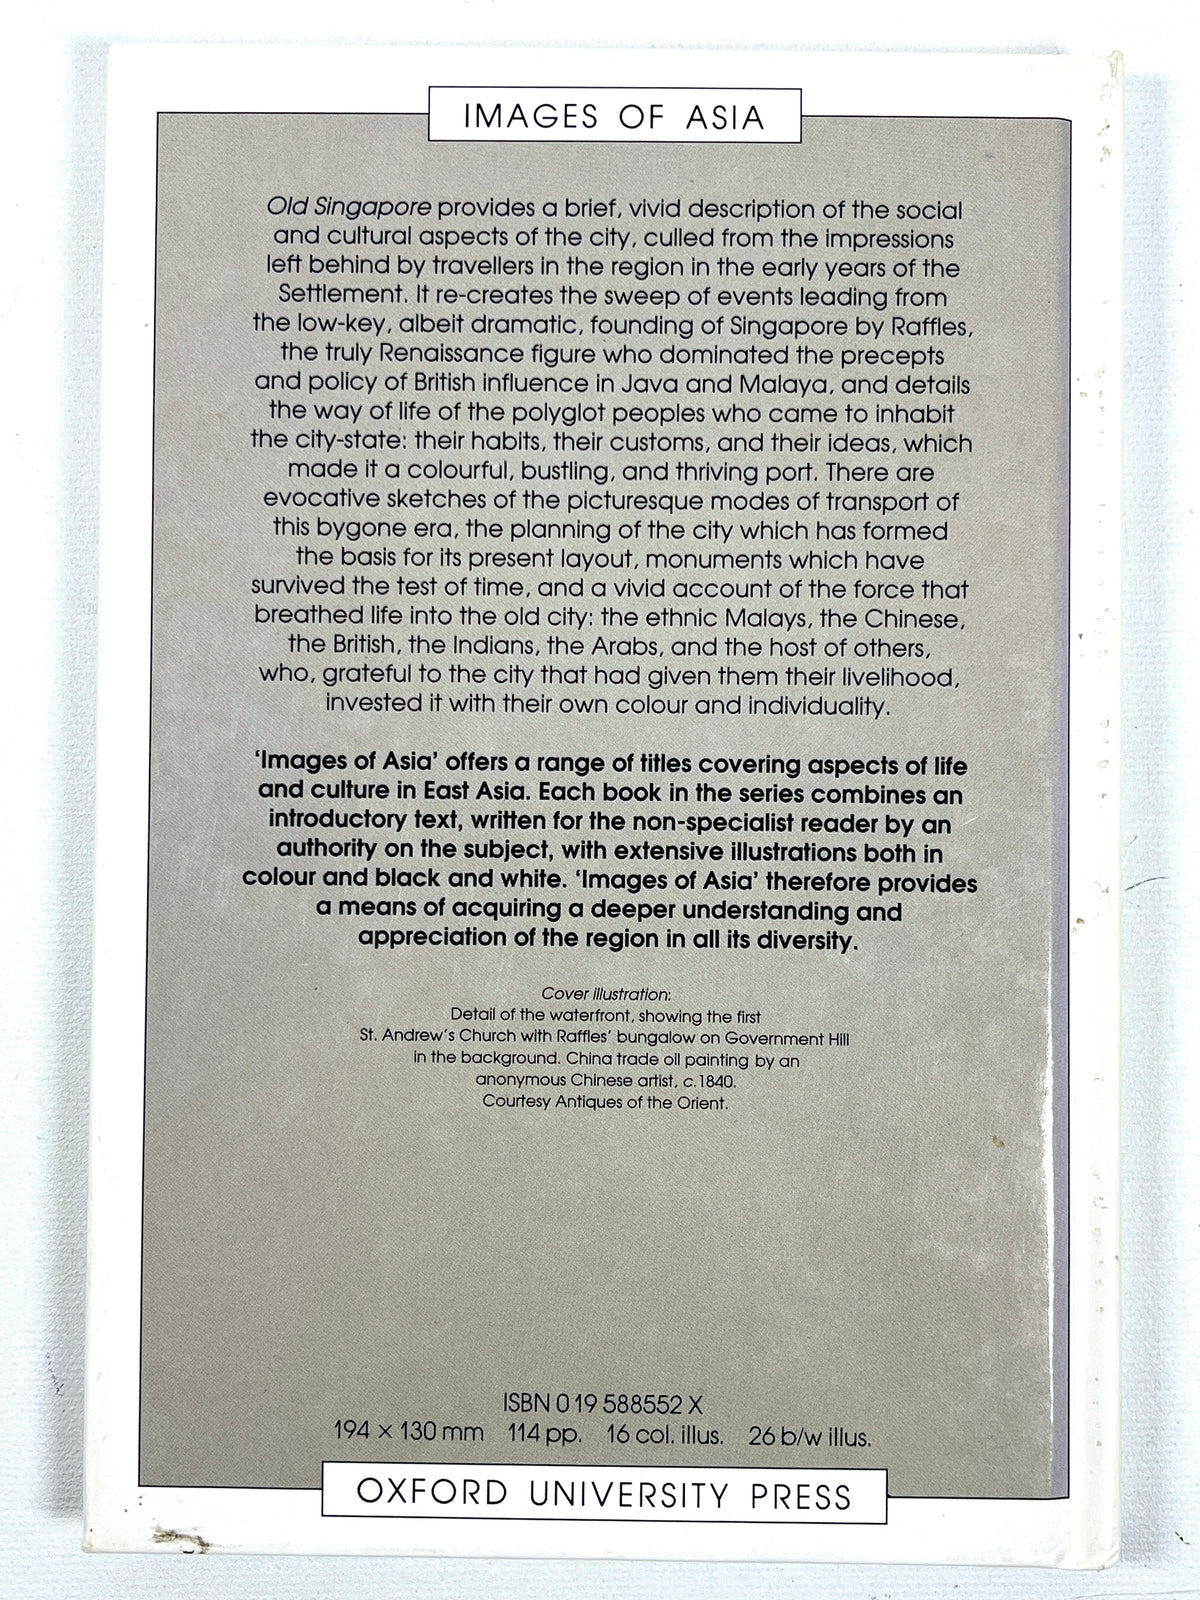 IMAGES OF ASIA
Old Singapore provides a brief, vivid description of the social
and cultural aspects of the city, culled from the impressions
left behind by travellers in the region in the early years of the
Settlement. It re-creates the sweep of events leading from
the low-key, albeit dramatic, founding of Singapore by Raffles,
the truly Renaissance figure who dominated the precepts
and policy of British influence in Java and Malaya, and details
the way of life of the polyglot peoples who came to inhabit
the city-state: their habits, their customs, and their ideas, which
made it a colourful, bustling, and thriving port. There are
evocative sketches of the picturesque modes of transport of
this bygone era, the planning of the city which has formed
the basis for its present layout, monuments which have
survived the test of time, and a vivid account of the force that
breathed life into the old city: the ethnic Malays, the Chinese,
the British, the Indians, the Arabs, and the host of others,
who, grateful to the city that had given them their livelihood,
invested it with their own colour and individuality.
‘Images of Asia’ offers a range of titles covering aspects of life
and culture in East Asia. Each book in the series combines an
introductory text, written for the non-specialist reader by an
authority on the subject, with extensive illustrations both in
colour and black and white. ‘Images of Asia’ therefore provides
a means of acquiring a deeper understanding and
appreciation of the region in all its diversity.
Cover illustration:
Detail of the waterfront, showing the first
St. Andrew’s Church with Raffles’ bungalow on Government Hill
in the background. China trade oil painting by an
anonymous Chinese artist, c.1840.
Courtesy Antiques of the Orient.
ISBN 0 19 588552 X
194 × 130 mm 114 pp. 16 col. illus. 26 b/w illus.
OXFORD UNIVERSITY PRESS